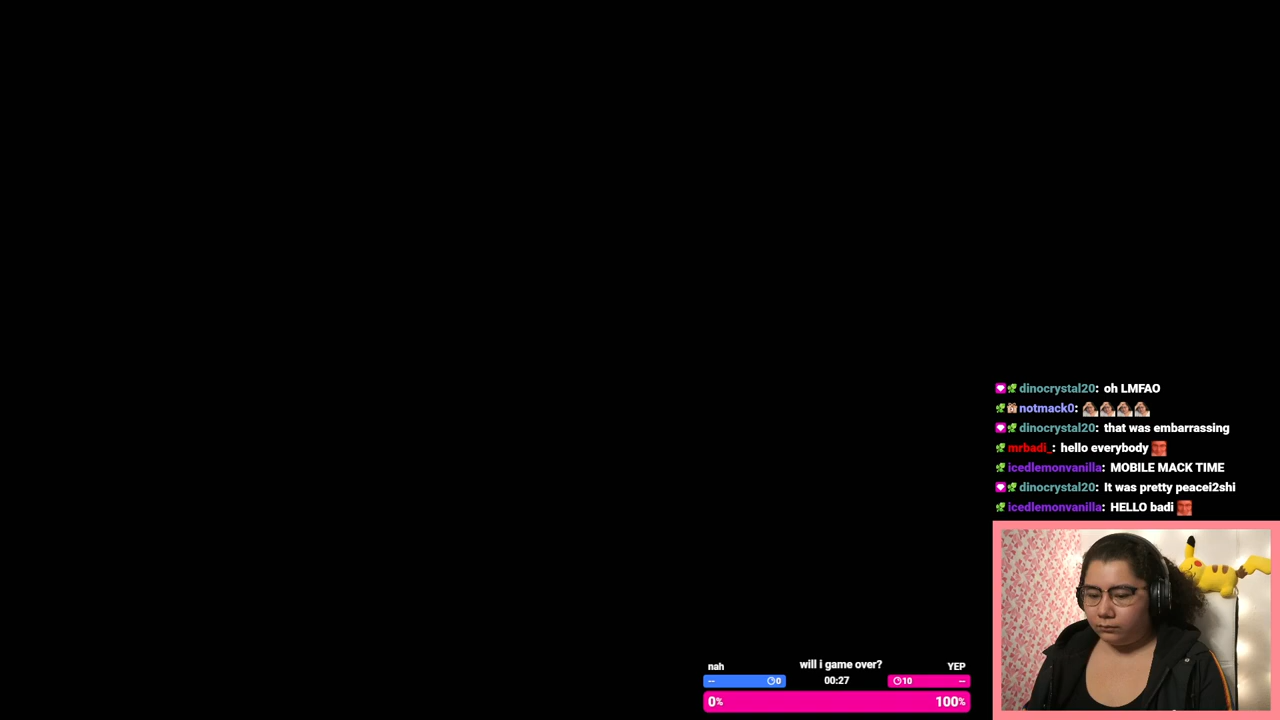 dinocrystal20: oh LMFAO
notmack0:
dinocrystal20: that was embarrassing
mrbadi_: hello everybody
icedlemonvanilla: MOBILE MACK TIME
dinocrystal20: It was pretty peacei2shi
icedlemonvanilla: HELLO badi
nah will i game over? YEP
-- 0 00:27 10 --
0% 100%